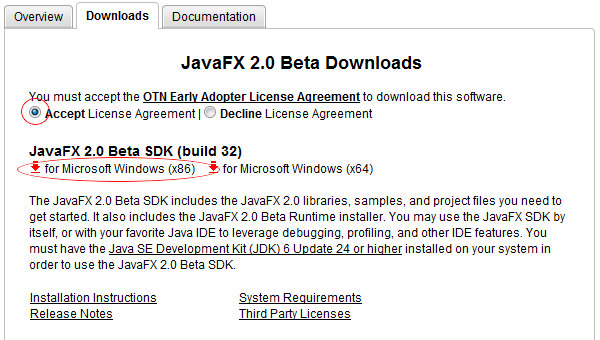 Overview Downloads Documentation
JavaFX 2.0 Beta Downloads
You must accept the OTN Early Adopter License Agreement to download this software.
Accept License Agreement | Decline License Agreement
JavaFX 2.0 Beta SDK (build 32)
for Microsoft Windows (x86) for Microsoft Windows (x64)
The JavaFX 2.0 Beta SDK includes the JavaFX 2.0 libraries, samples, and project files you need to
get started. It also includes the JavaFX 2.0 Beta Runtime installer. You may use the JavaFX SDK by
itself, or with your favorite Java IDE to leverage debugging, profiling, and other IDE features. You
must have the Java SE Development Kit (JDK) 6 Update 24 or higher installed on your system in
order to use the JavaFX 2.0 Beta SDK.
Installation Instructions System Requirements
Release Notes Third Party Licenses